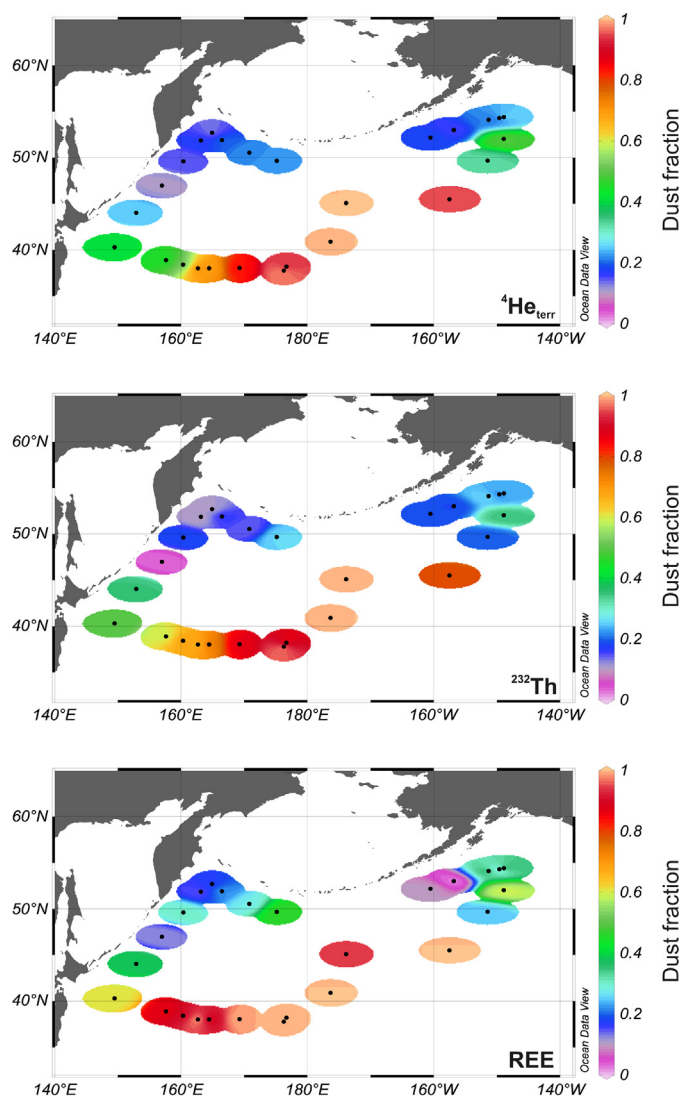 60°N
50°N
40°N
140°E
160°E
180°E
160°W
140°W
⁴Heterr
Ocean Data View
1
0.8
0.6
0.4
0.2
0
Dust fraction
60°N
50°N
40°N
140°E
160°E
180°E
160°W
140°W
²³²Th
Ocean Data View
1
0.8
0.6
0.4
0.2
0
Dust fraction
60°N
50°N
40°N
140°E
160°E
180°E
160°W
140°W
REE
Ocean Data View
1
0.8
0.6
0.4
0.2
0
Dust fraction